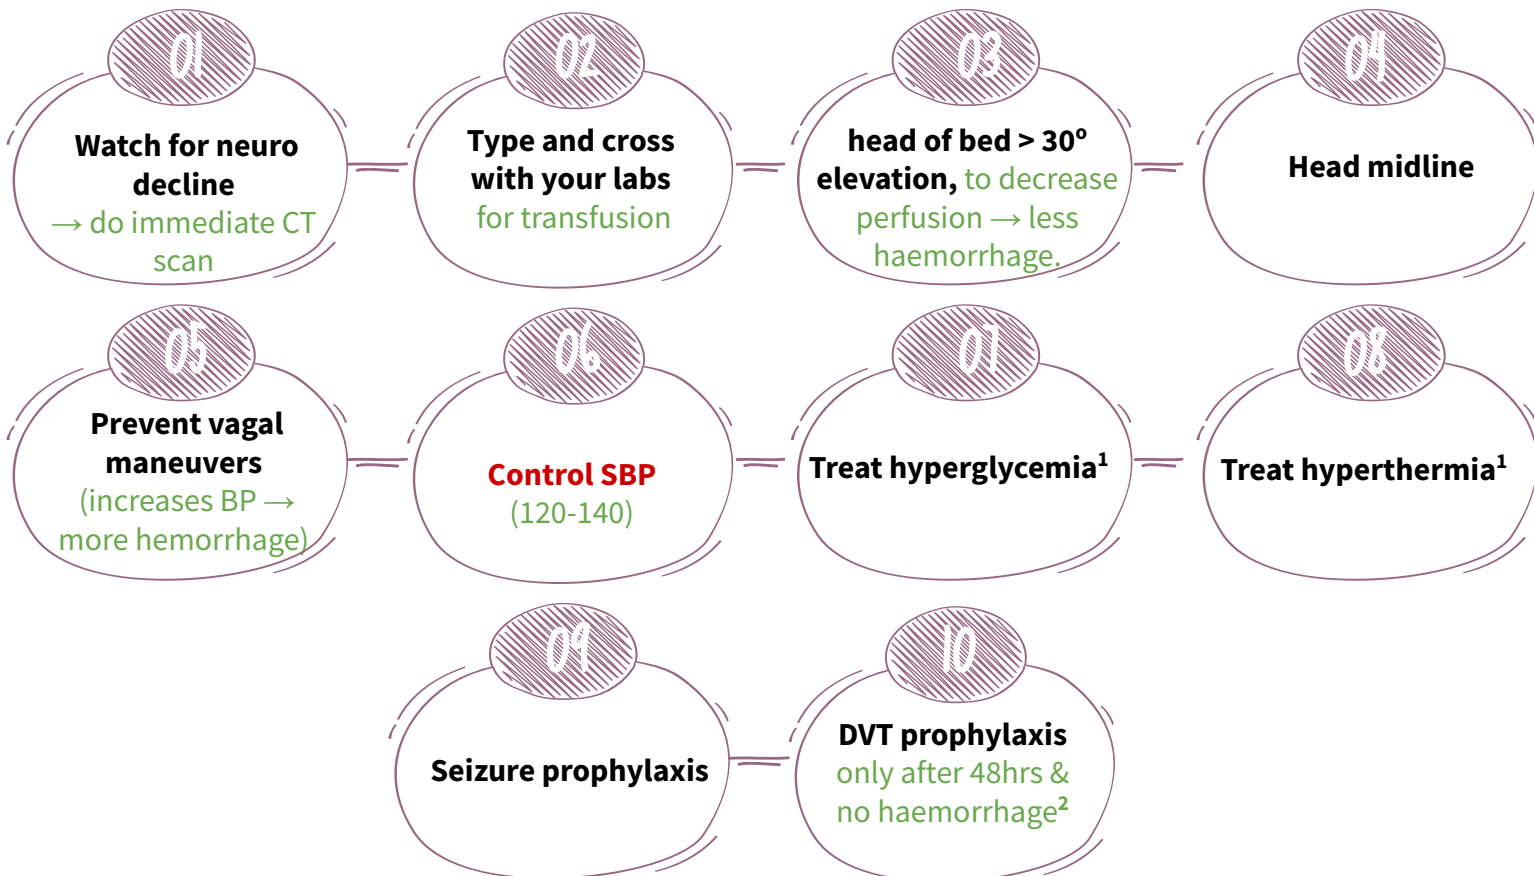 01
Watch for neuro
decline
→ do immediate CT
scan
02
Type and cross
with your labs
for transfusion
03
head of bed > 30º
elevation, to decrease
perfusion → less
haemorrhage.
04
Head midline
05
Prevent vagal
maneuvers
(increases BP →
more hemorrhage)
06
Control SBP
(120-140)
07
Treat hyperglycemia¹
08
Treat hyperthermia¹
09
Seizure prophylaxis
10
DVT prophylaxis
only after 48hrs &
no haemorrhage²